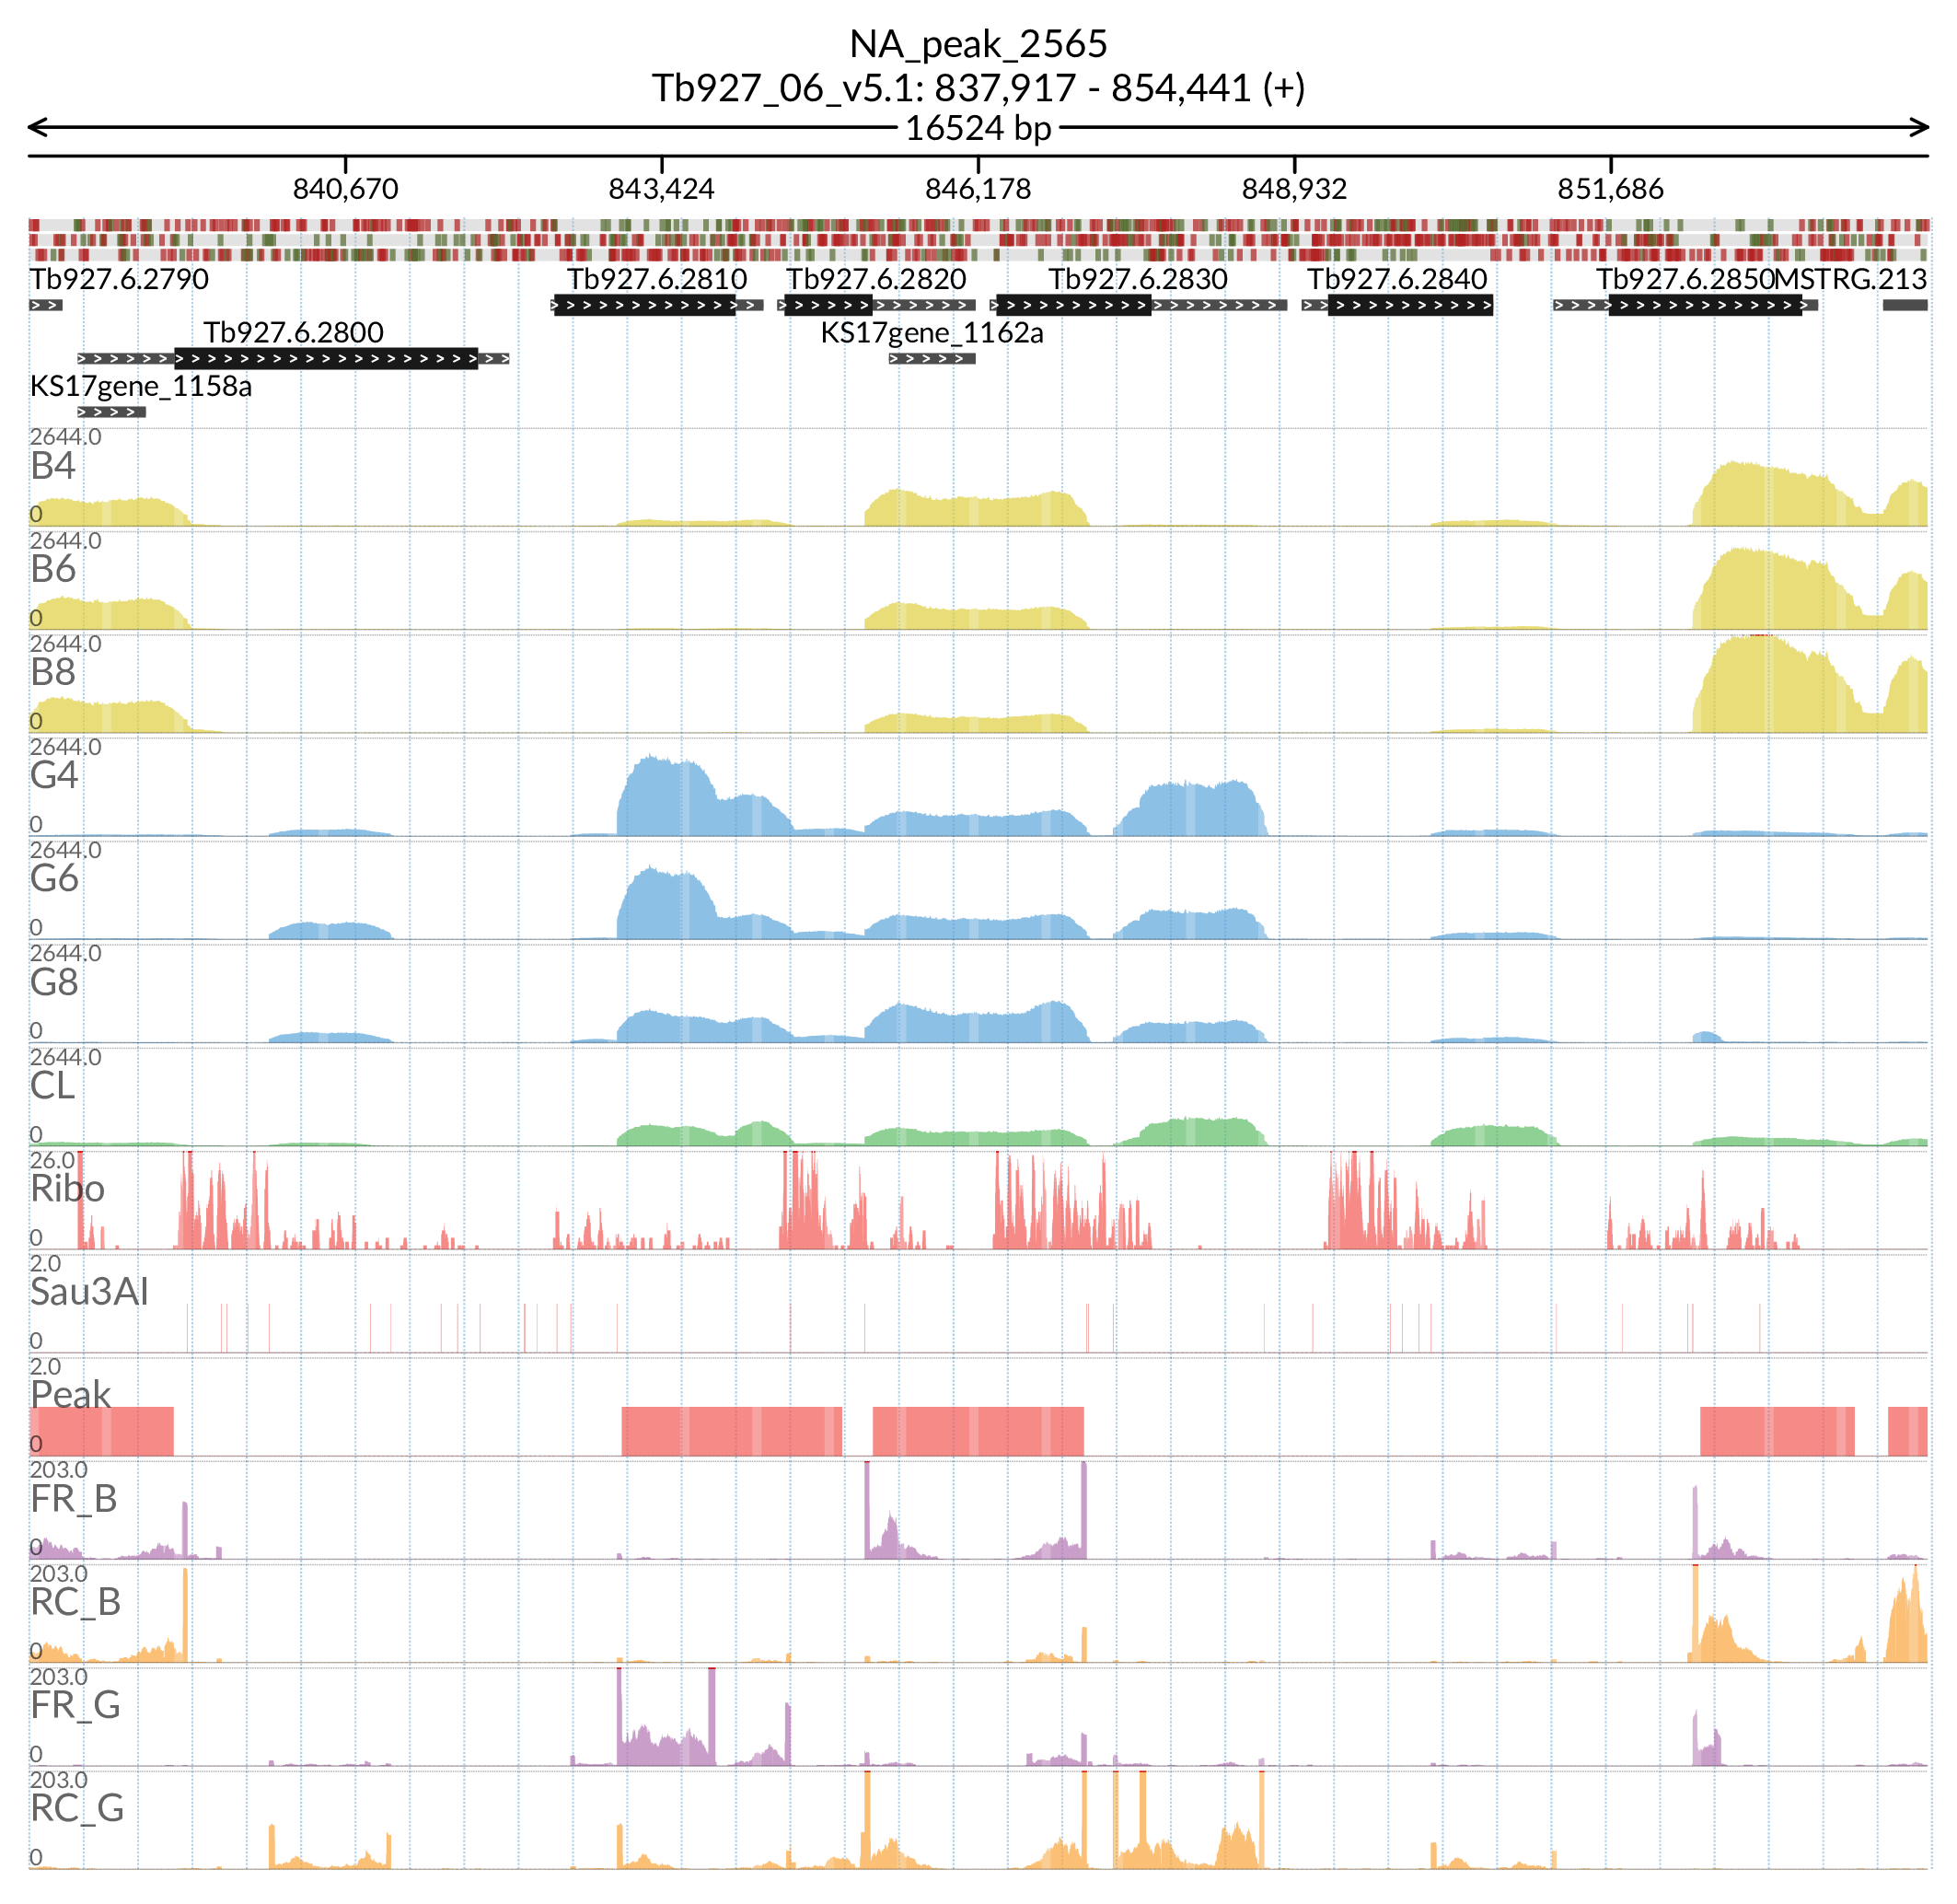 NA_peak_2565
Tb927_06_v5.1: 837,917 - 854,441 (+)
16524 bp
840,670 843,424 846,178 848,932 851,686
Tb927.6.2790 Tb927.6.2810 Tb927.6.2820 Tb927.6.2830 Tb927.6.2840 Tb927.6.2850 MSTRG.213
Tb927.6.2800 KS17gene_1162a
KS17gene_1158a
2644.0
B4
0
2644.0
B6
0
2644.0
B8
0
2644.0
G4
0
2644.0
G6
0
2644.0
G8
0
2644.0
CL
0
26.0
Ribo
0
2.0
Sau3AI
0
2.0
Peak
0
203.0
FR_B
0
203.0
RC_B
0
203.0
FR_G
0
203.0
RC_G
0